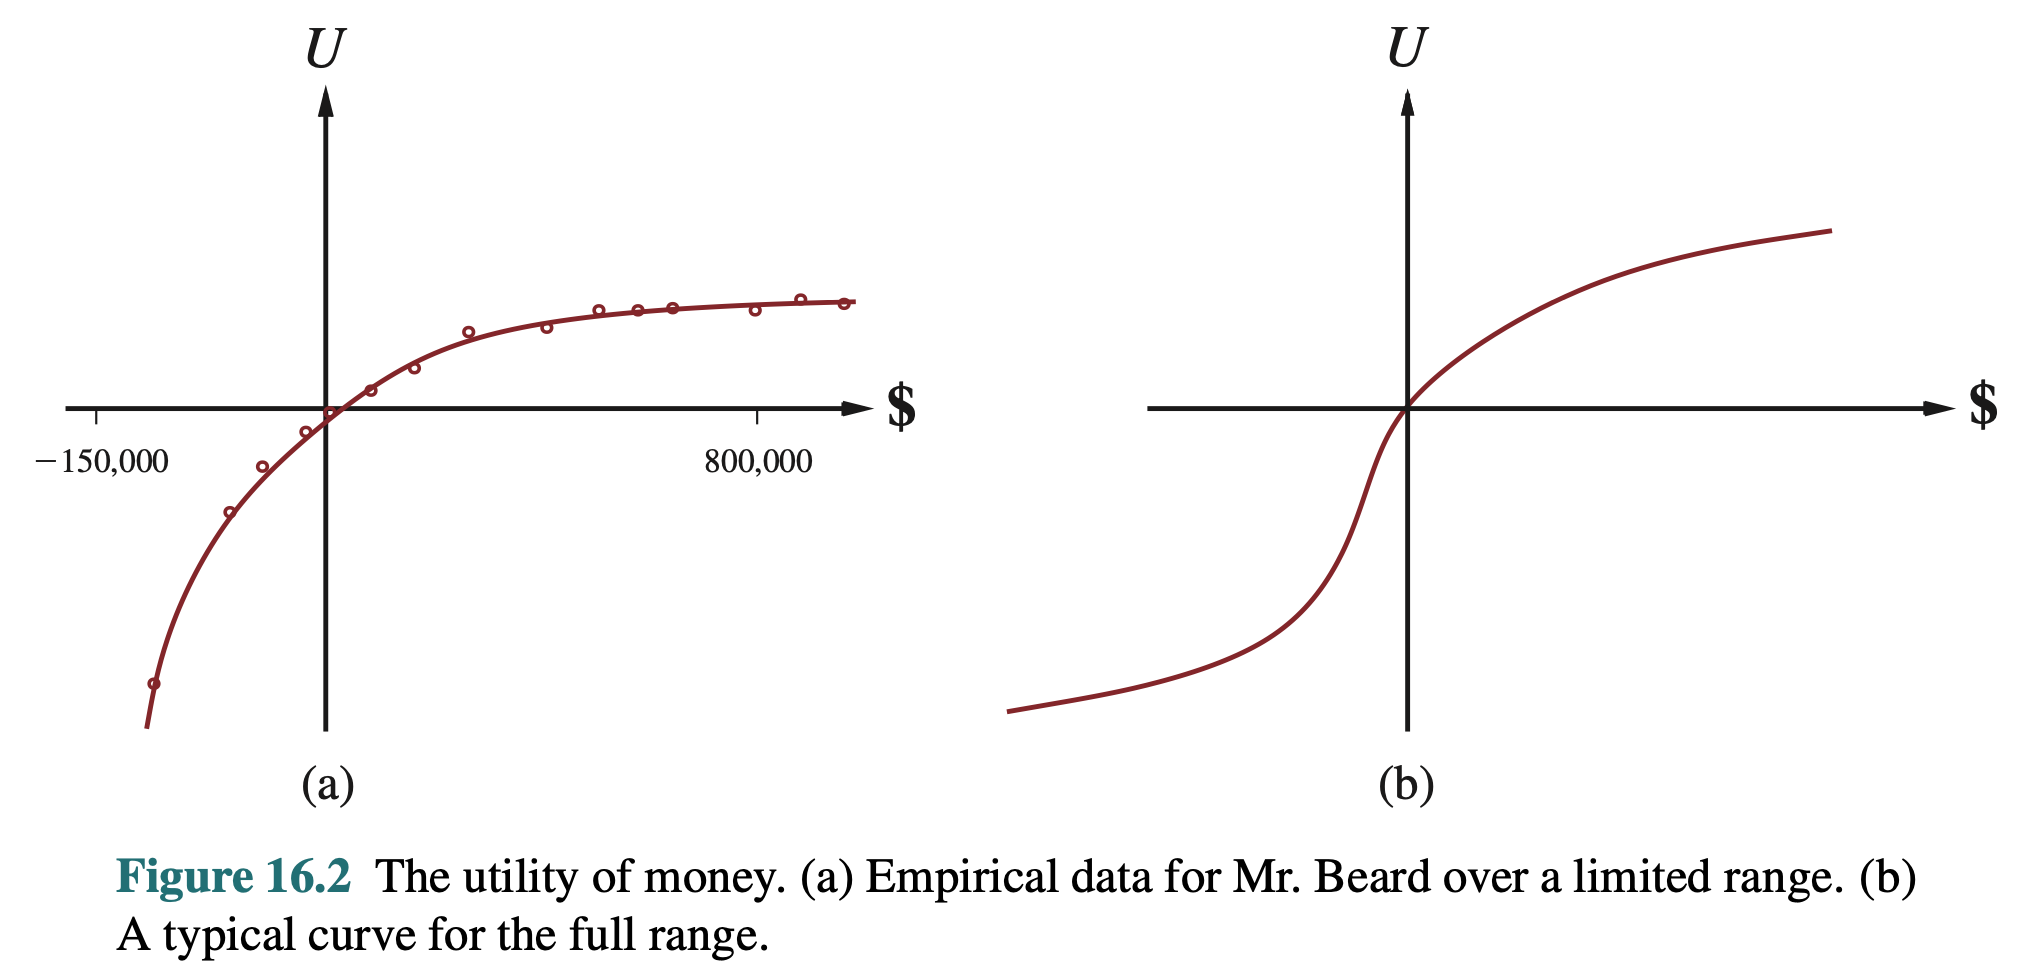 U
$
−150,000
800,000
(a)
U
$
(b)
Figure 16.2 The utility of money. (a) Empirical data for Mr. Beard over a limited range. (b)
A typical curve for the full range.